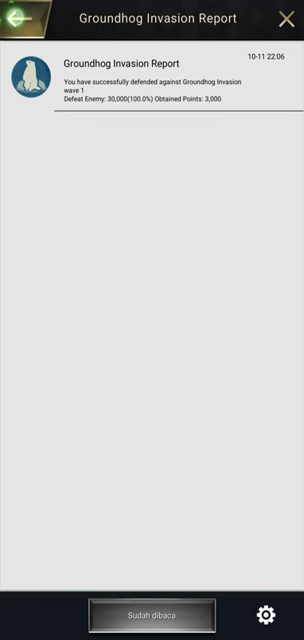 Groundhog Invasion Report
Groundhog Invasion Report
10-11 22:06
You have successfully defended against Groundhog Invasion
wave 1
Defeat Enemy: 30,000(100.0%) Obtained Points: 3,000
Sudah dibaca